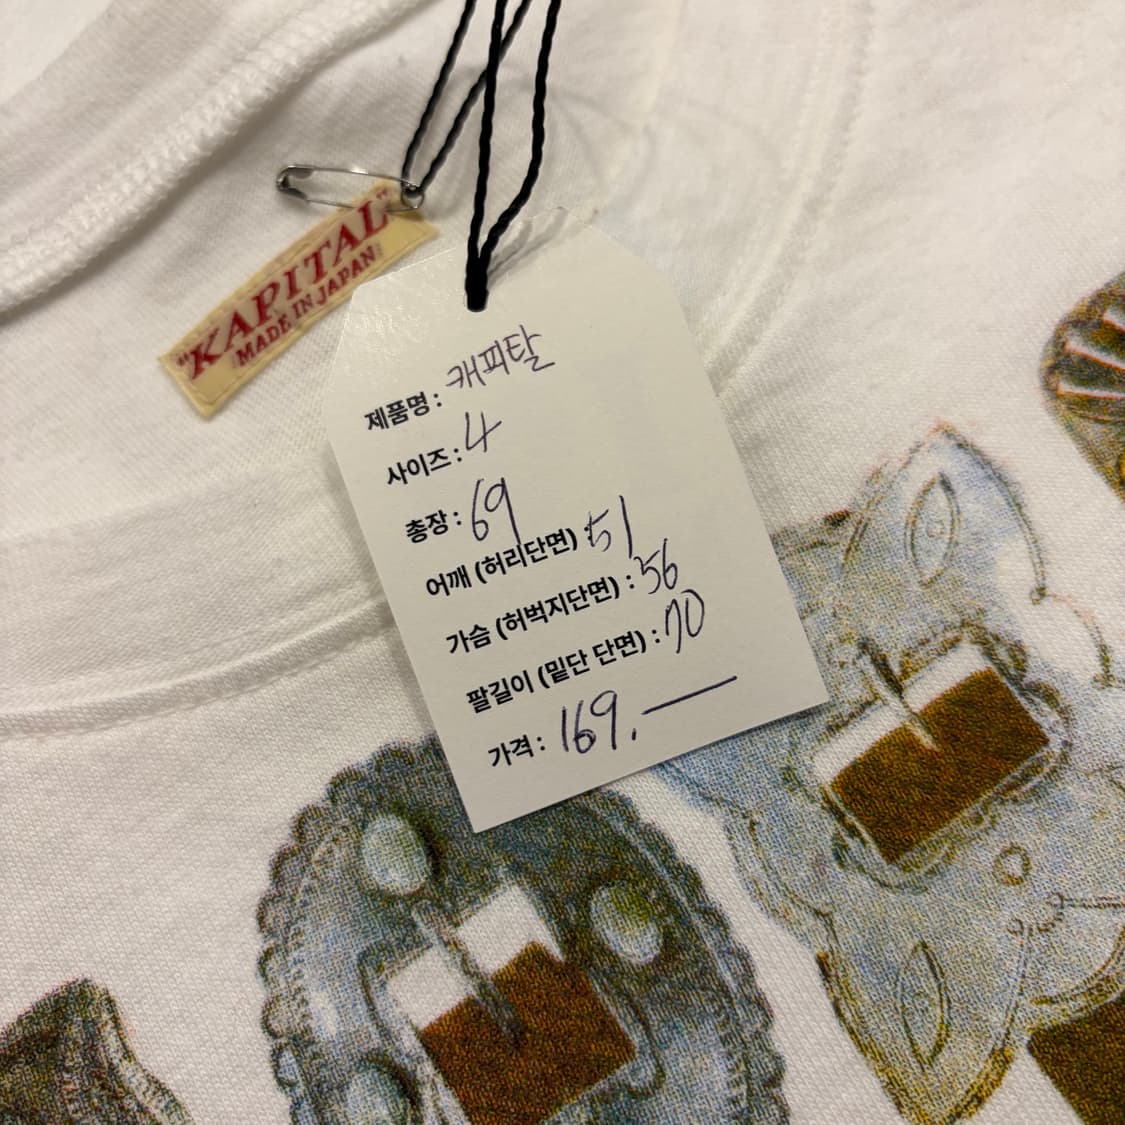 "KAPITAL"
MADE IN JAPAN
제품명 : 캐피탈
사이즈 : 4
총장 : 69
어깨 (허리단면) : 51
가슴 (허벅지단면) : 56
팔길이 (밑단 단면) : 70
가격 : 169.—